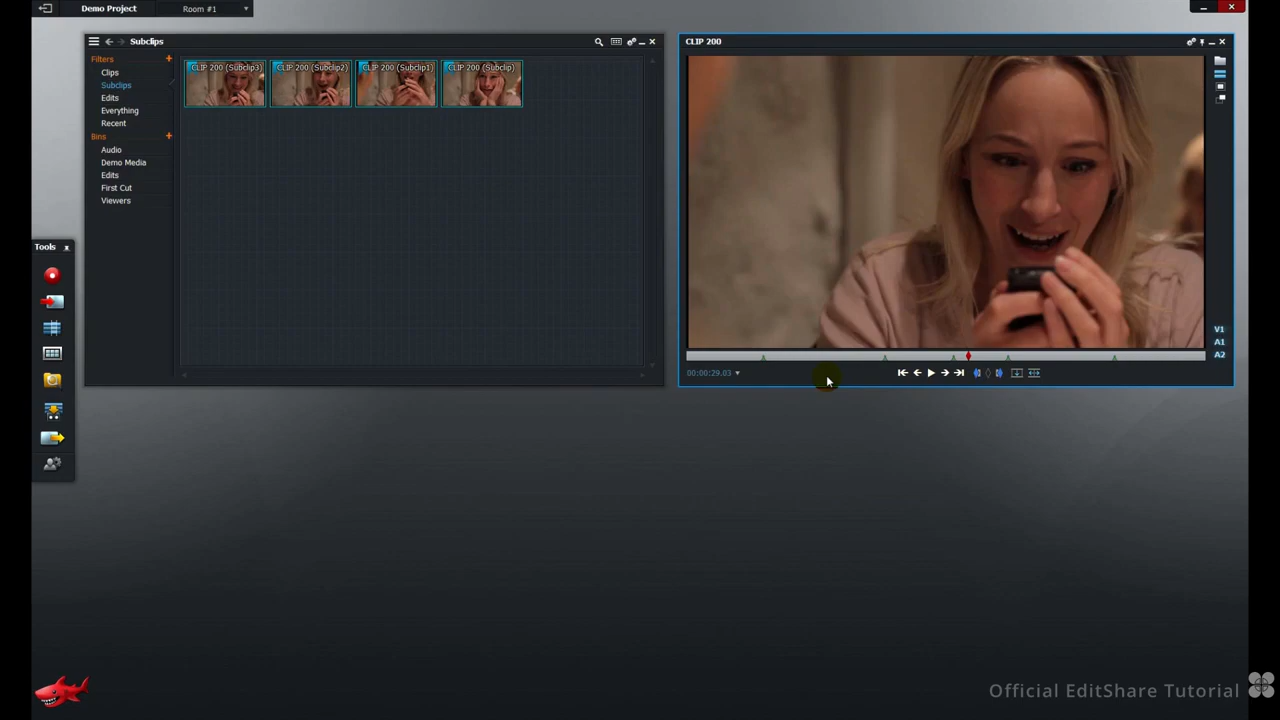 Demo Project
Room #1
Subclips
Filters
Clips
Subclips
Edits
Everything
Recent
Bins
Audio
Demo Media
Edits
First Cut
Viewers
CLIP 200 (Subclip3)
CLIP 200 (Subclip2)
CLIP 200 (Subclip1)
CLIP 200 (Subclip)
CLIP 200
V1
A1
A2
00:00:29.03
Tools
Official EditShare Tutorial